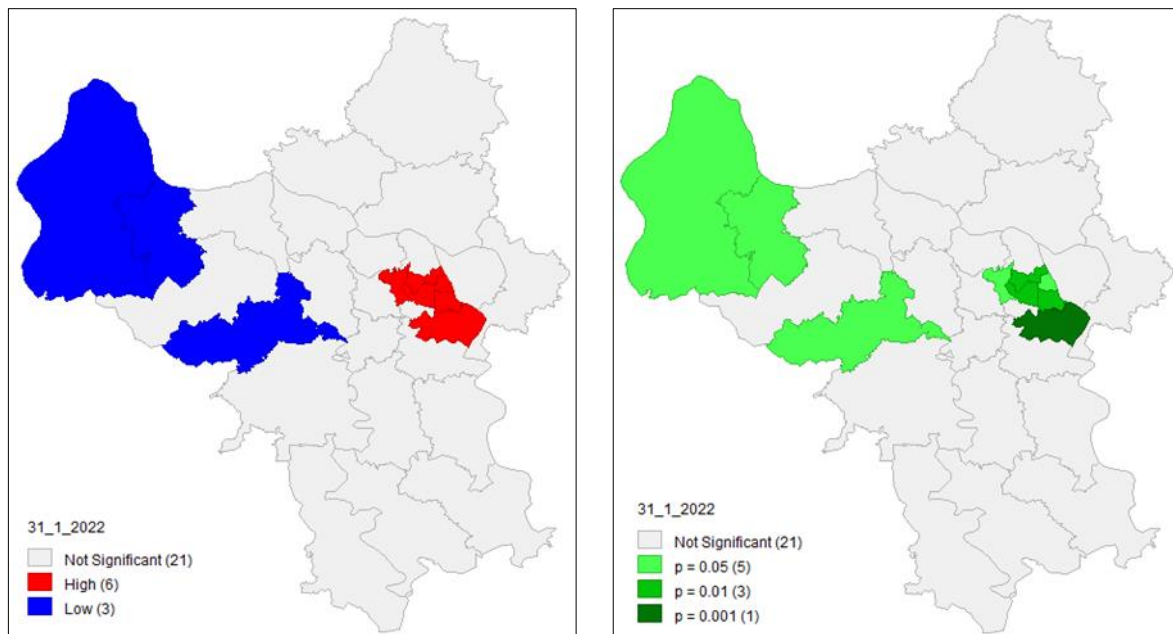 31_1_2022
Not Significant (21)
High (6)
Low (3)
31_1_2022
Not Significant (21)
p = 0.05 (5)
p = 0.01 (3)
p = 0.001 (1)